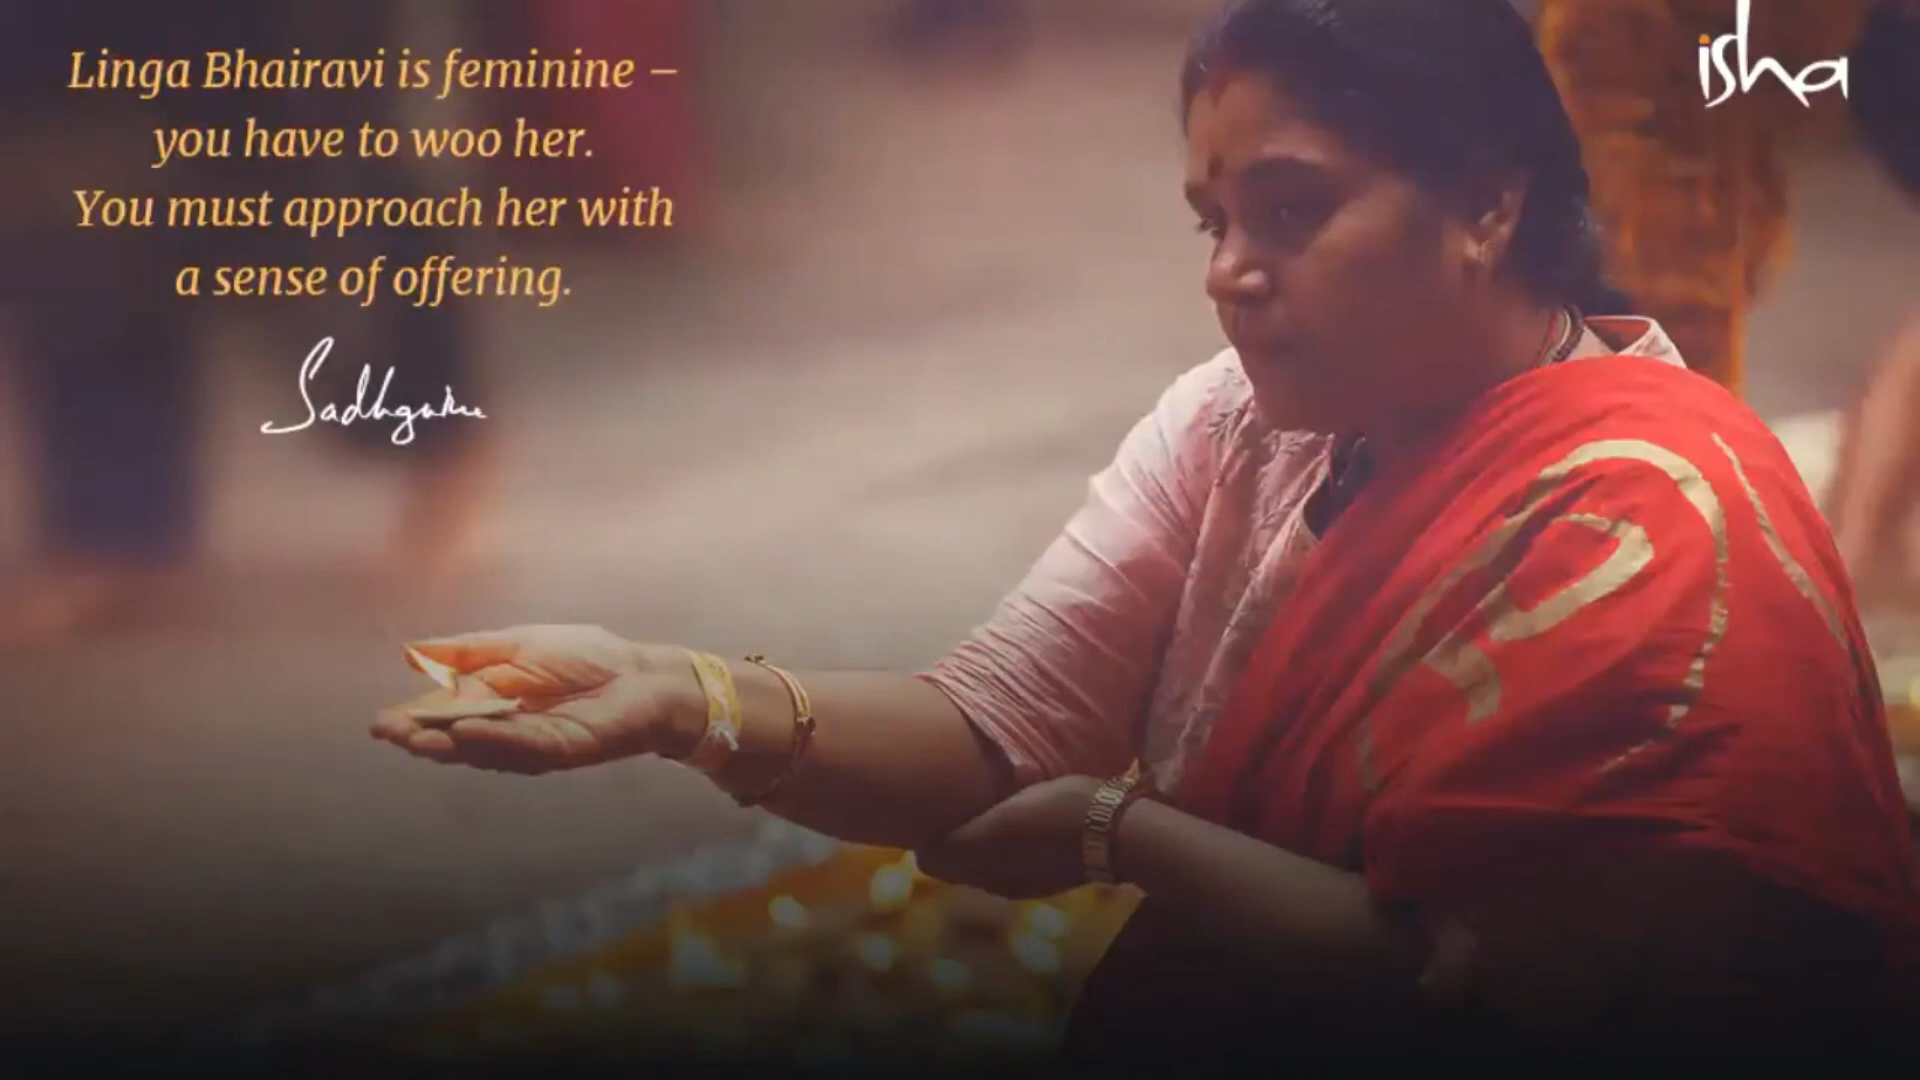 Linga Bhairavi is feminine –
you have to woo her.
You must approach her with
a sense of offering.
Sadhguru
isha